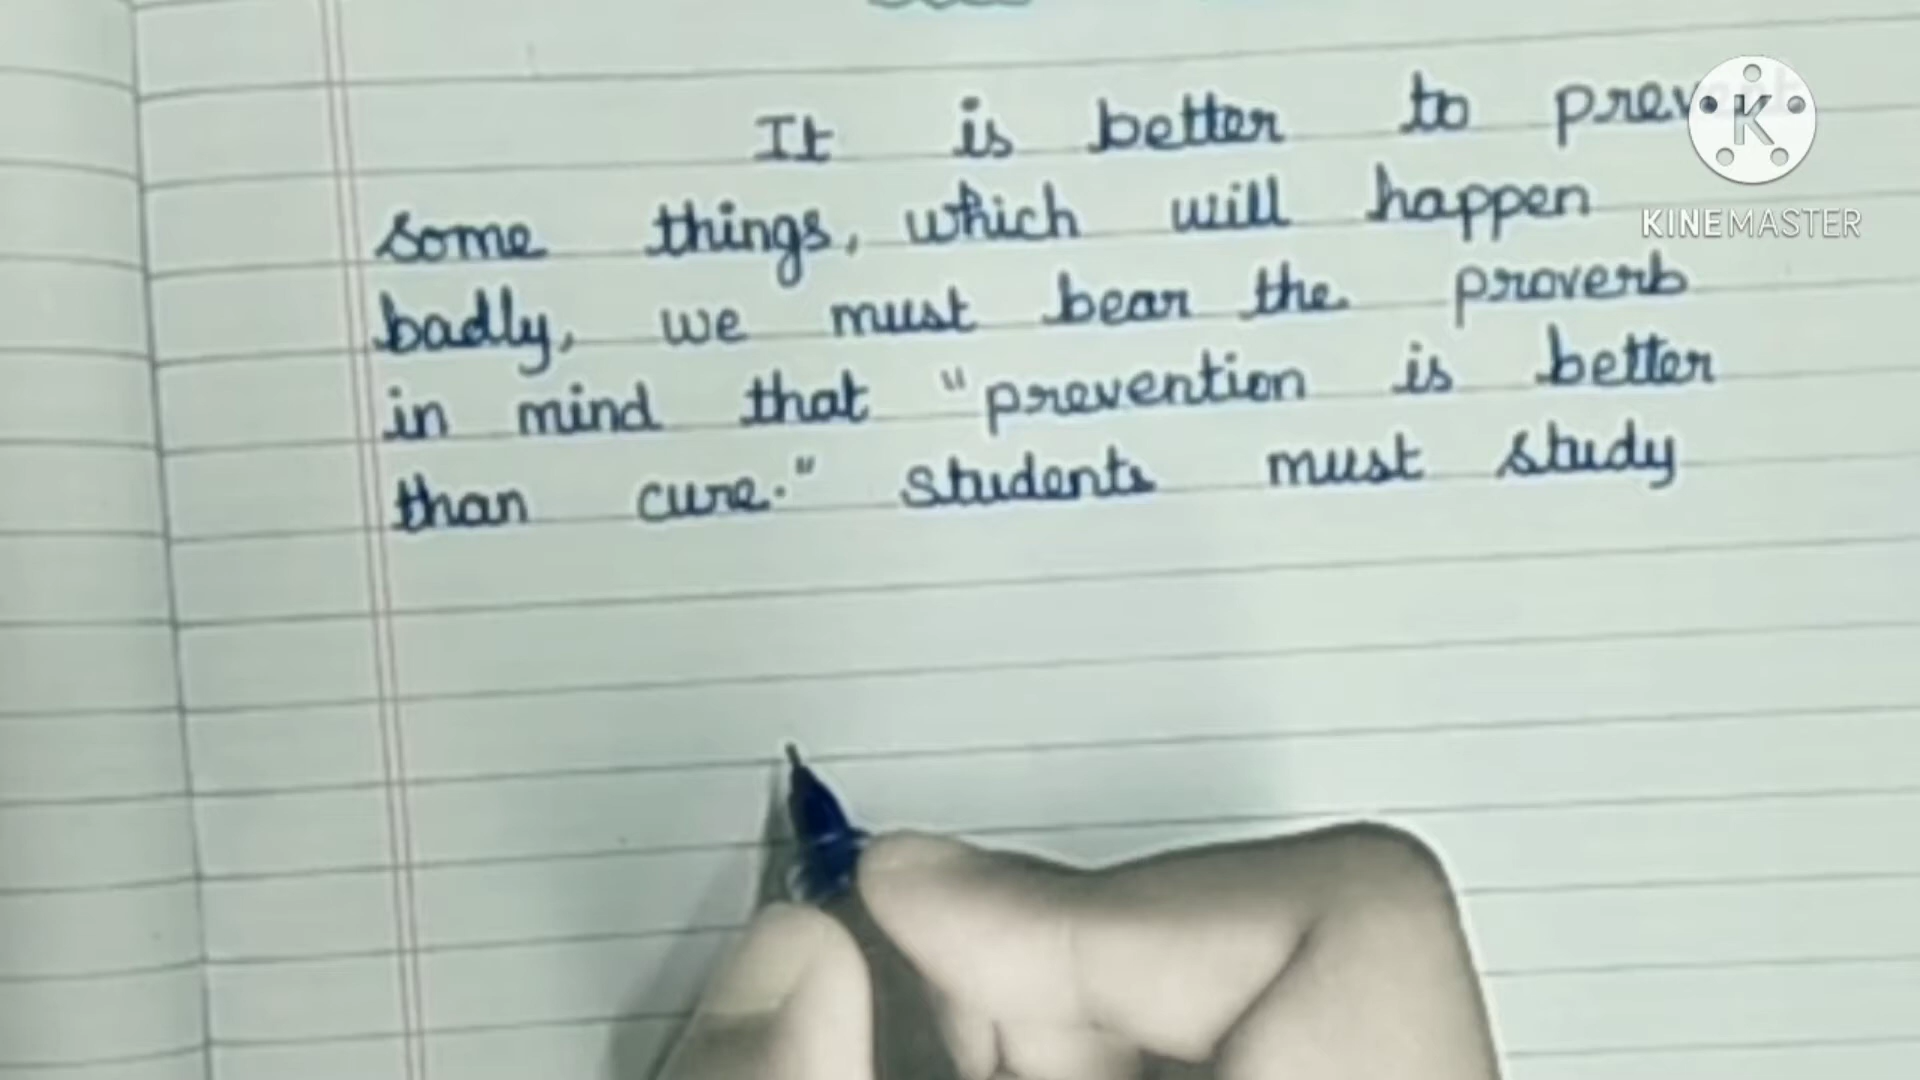 It is better to prevent
some things, which will happen
badly, we must bear the proverb
in mind that "prevention is better
than cure." students must study
KINEMASTER